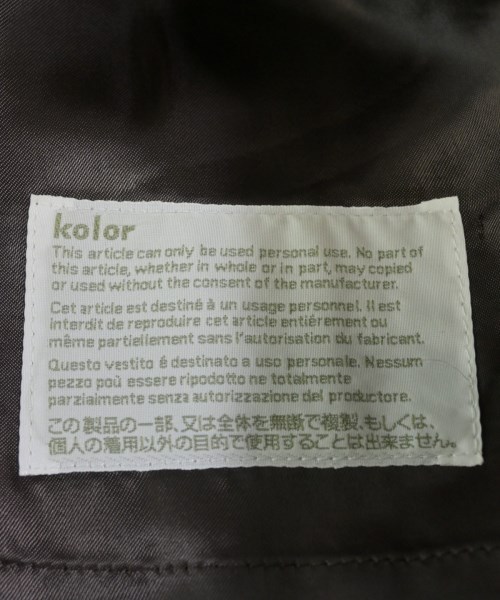 kolor
This article can only be used personal use. No part of
this article, whether in whole or in part, may copied
or used without the consent of the manufacturer.
Cet article est destiné à un usage personnel. Il est
interdit de reproduire cet article entiérement ou
même partiellement sans l'autorisation du fabricant.
Questo vestito é destinato a uso personale. Nessum
pezzo poù essere ripodotto ne totalmente
parzialmente senza autorizzazione del productore.
この製品の一部、又は全体を無断で複製、もしくは、
個人の着用以外の目的で使用することは出来ません。